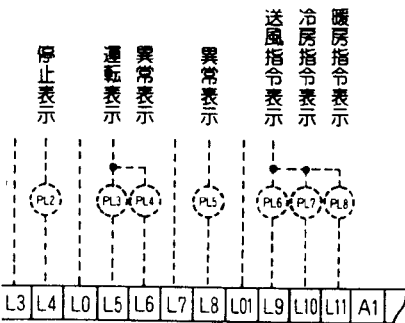 停止表示
運転表示
異常表示
異常表示
送風指令表示
冷房指令表示
暖房指令表示
PL2 PL3 PL4 PL5 PL6 PL7 PL8
L3 L4 L0 L5 L6 L7 L8 L01 L9 L10 L11 A1